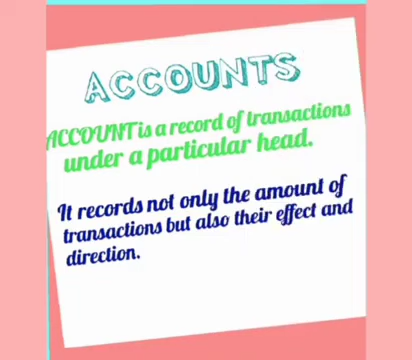 ACCOUNTS
ACCOUNT is a record of transactions
under a particular head.
It records not only the amount of
transactions but also their effect and
direction.